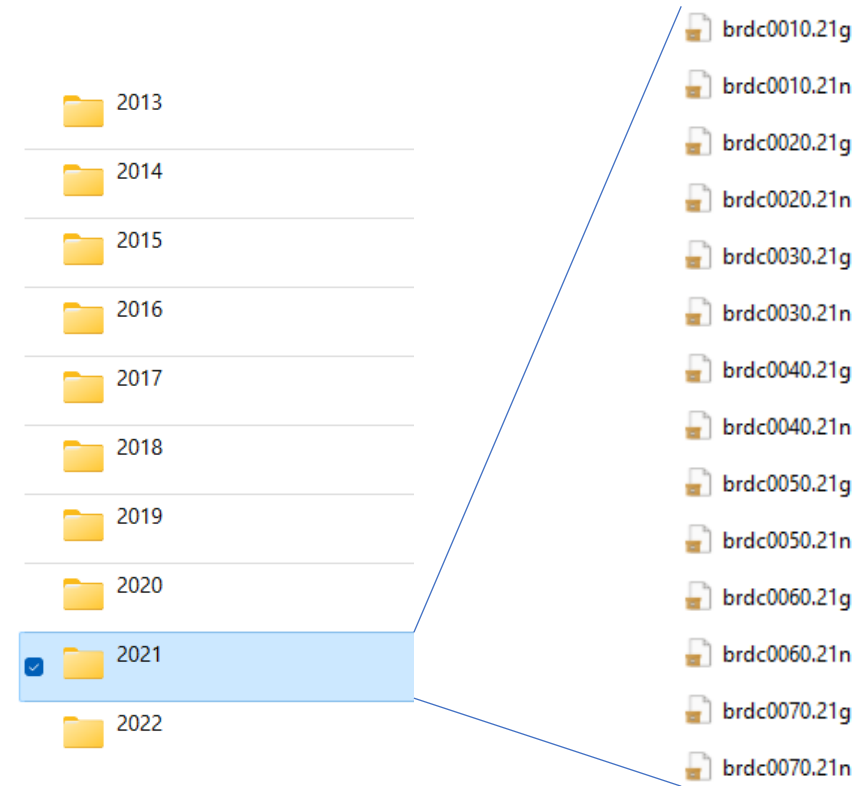 2013
2014
2015
2016
2017
2018
2019
2020
2021
2022
brdc0010.21g
brdc0010.21n
brdc0020.21g
brdc0020.21n
brdc0030.21g
brdc0030.21n
brdc0040.21g
brdc0040.21n
brdc0050.21g
brdc0050.21n
brdc0060.21g
brdc0060.21n
brdc0070.21g
brdc0070.21n